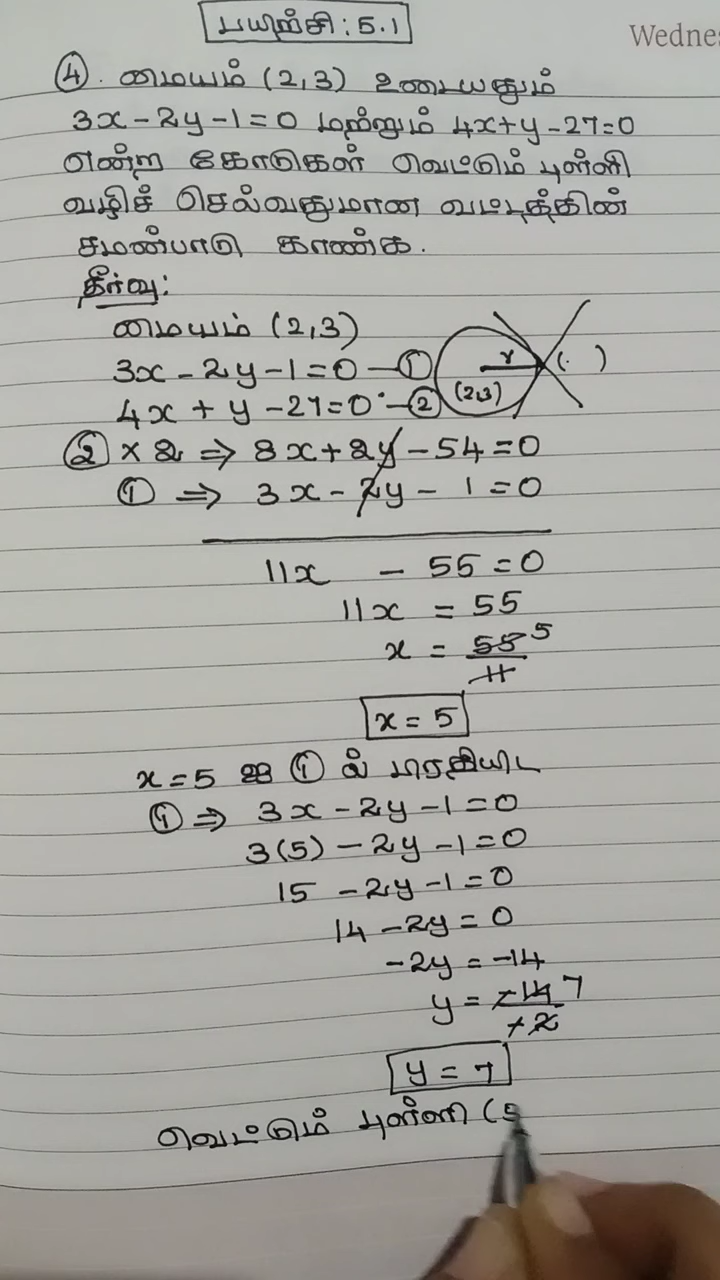 பயிற்சி : 5.1
Wednes
④. மையம் (2,3) உடையதும்
3x - 2y - 1 = 0 மற்றும் 4x + y - 27 = 0
என்ற கோடுகள் வெட்டும் புள்ளி
வழிச் செல்வதுமான வட்டத்தின்
சமன்பாடு காண்க.
தீர்வு:
மையம் (2,3)
3x - 2y - 1 = 0 — ①
4x + y - 27 = 0 — ②
r ( . )
(2,3)
② × 2 ⇒ 8x + 2y - 54 = 0
① ⇒ 3x - 2y - 1 = 0
11x - 55 = 0
11x = 55
x = 55/11 5
x = 5
x = 5 ஐ ① ல் பிரதியிட
① ⇒ 3x - 2y - 1 = 0
3(5) - 2y - 1 = 0
15 - 2y - 1 = 0
14 - 2y = 0
-2y = -14
y = -14/-2 7
y = 7
வெட்டும் புள்ளி (5